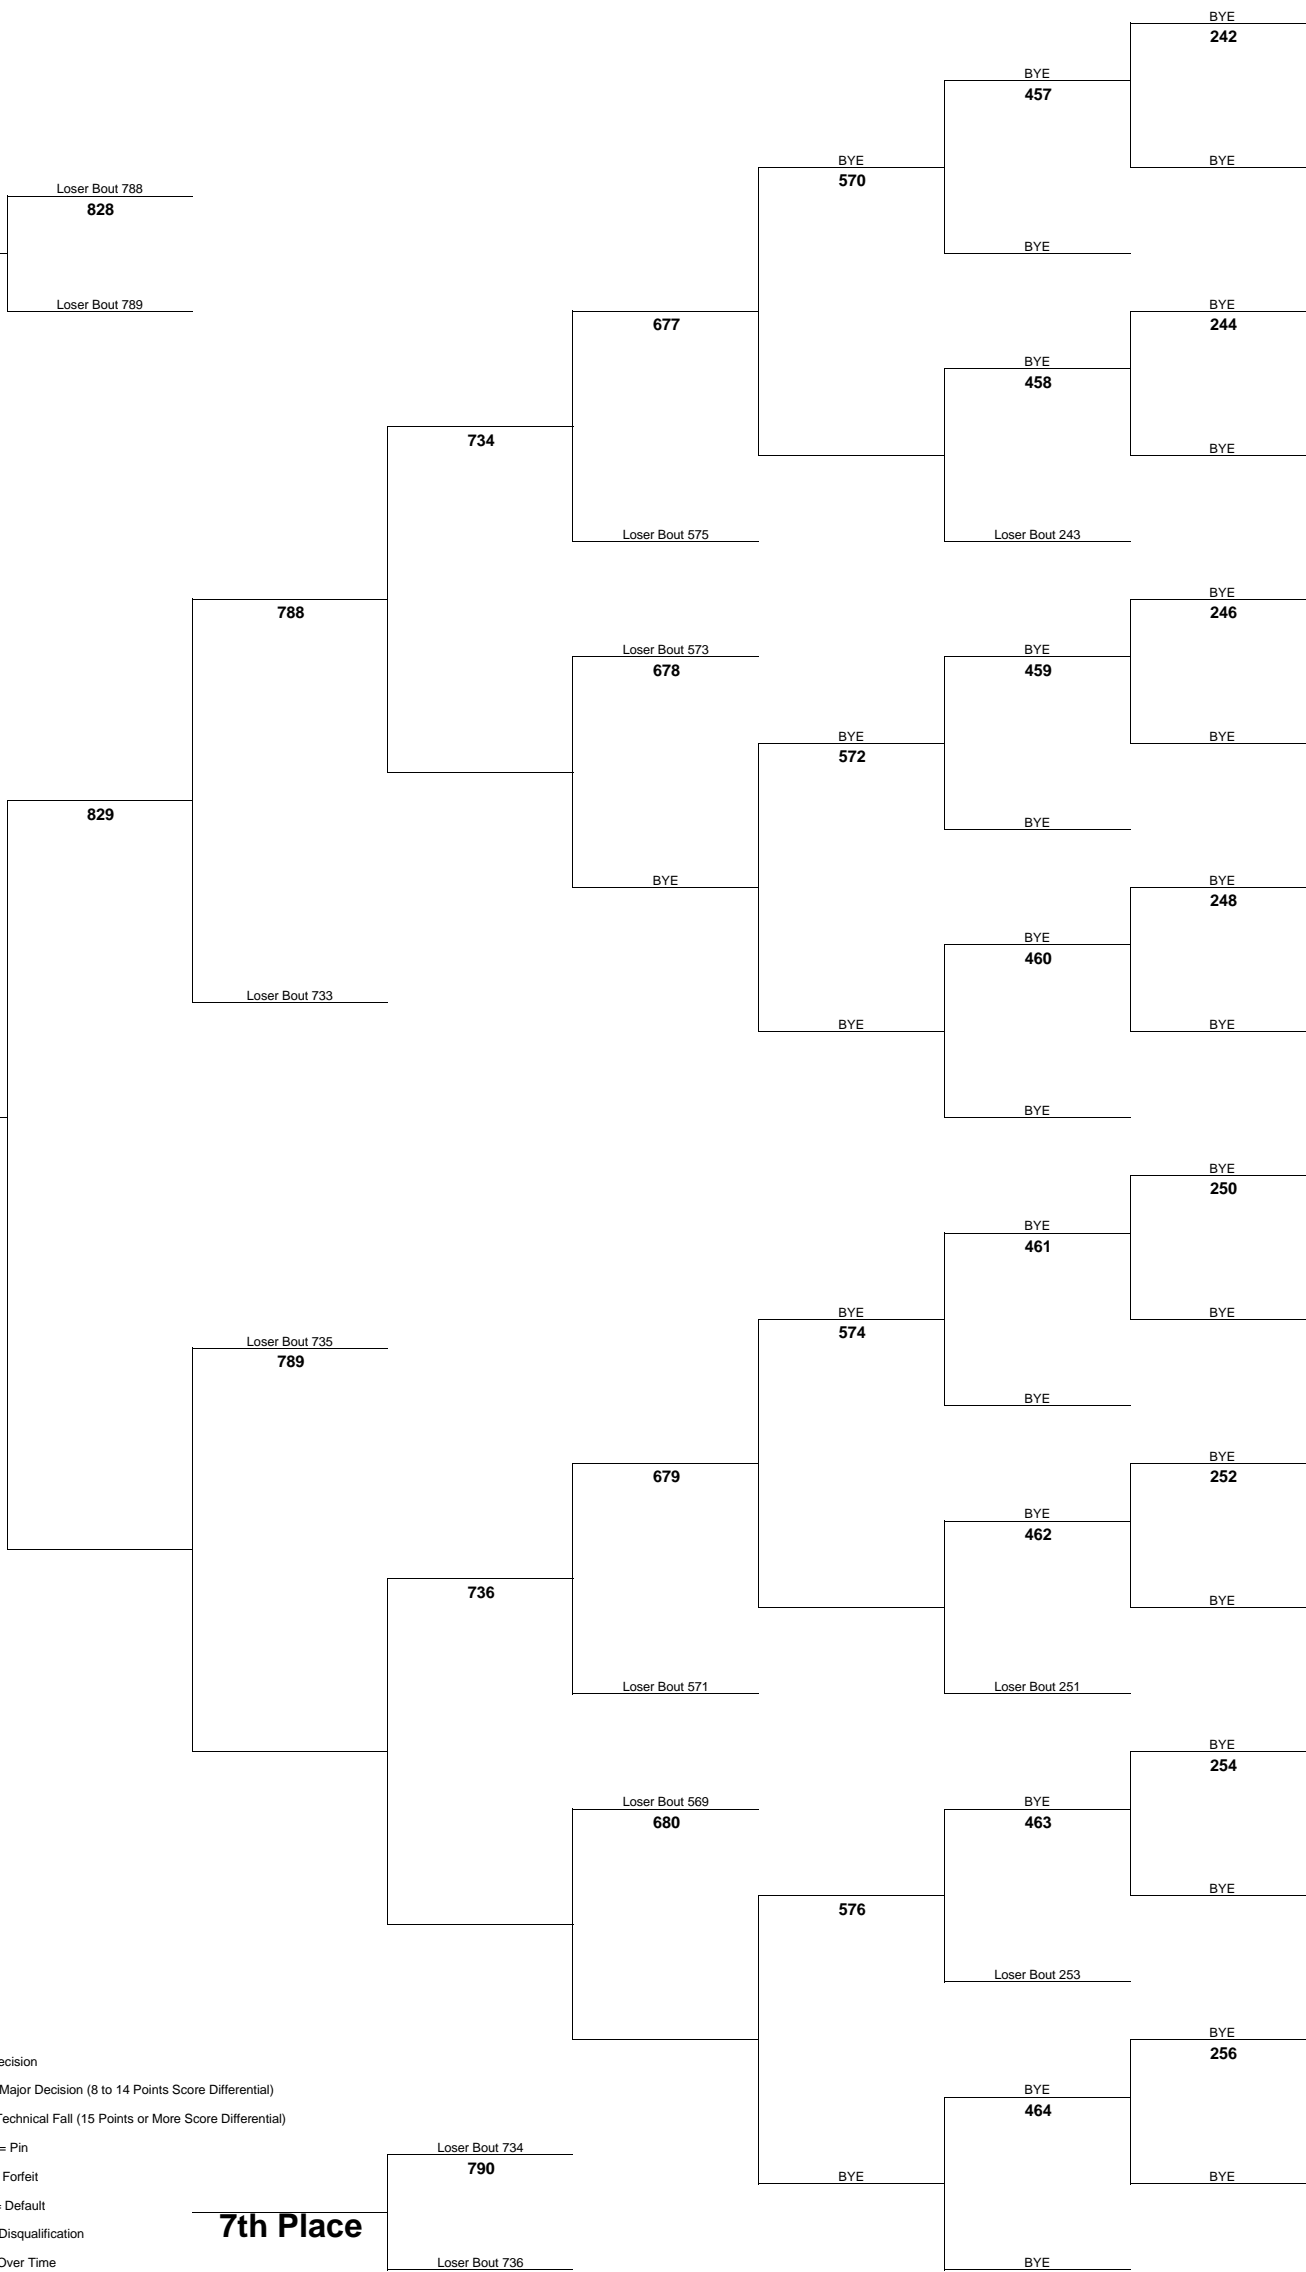 BYE
242
BYE
457
BYE
BYE
570
Loser Bout 788
828
BYE
Loser Bout 789
BYE
244
677
BYE
458
734
BYE
Loser Bout 575
Loser Bout 243
BYE
246
788
Loser Bout 573
BYE
678
459
BYE
BYE
572
829
BYE
BYE
BYE
248
BYE
460
Loser Bout 733
BYE
BYE
BYE
BYE
250
BYE
461
BYE
BYE
574
Loser Bout 735
789
BYE
BYE
252
679
BYE
462
736
BYE
Loser Bout 571
Loser Bout 251
BYE
254
Loser Bout 569
BYE
680
463
BYE
576
Loser Bout 253
BYE
256
ecision
Major Decision (8 to 14 Points Score Differential)
BYE
464
Technical Fall (15 Points or More Score Differential)
= Pin
Loser Bout 734
790
Forfeit
BYE
BYE
= Default
7th Place
Disqualification
Over Time
Loser Bout 736
BYE